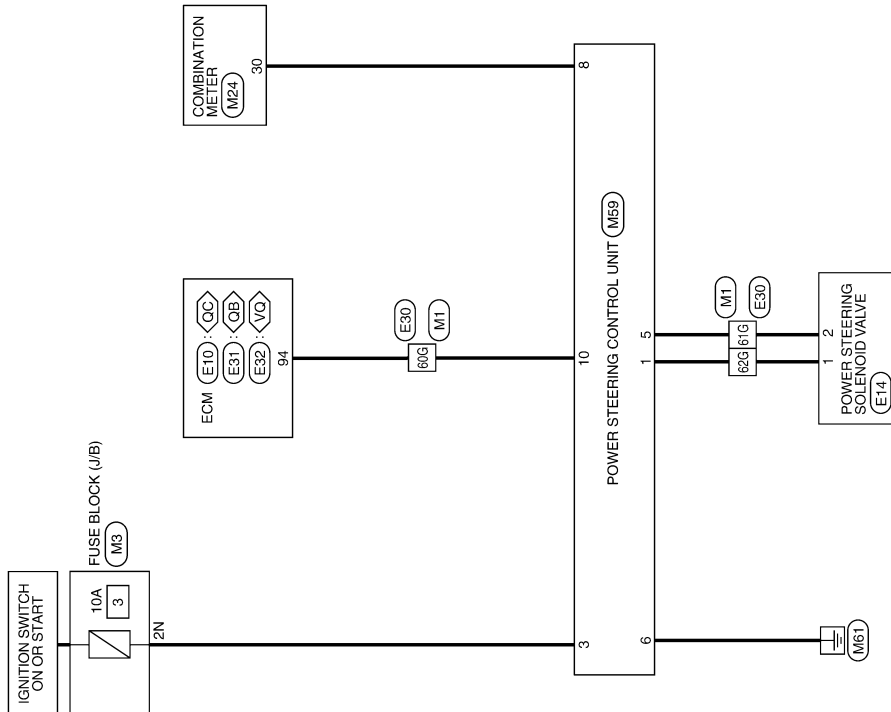 IGNITION SWITCH
ON OR START
FUSE BLOCK (J/B)
M3
10A
3
2N
ECM
E10 : QC
E31 : QB
E32 : VQ
94
COMBINATION
METER
M24
30
60G
E30
M1
3
10
8
POWER STEERING CONTROL UNIT M59
6
1
5
62G 61G
M1
E30
M61
1
2
POWER STEERING
SOLENOID VALVE
E14